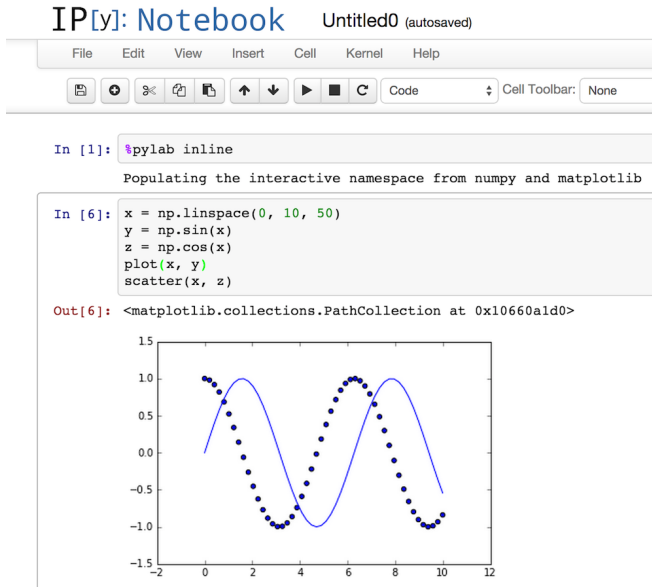 IP[y]: Notebook Untitled0 (autosaved)
File Edit View Insert Cell Kernel Help
Code Cell Toolbar: None
In [1]: %pylab inline
Populating the interactive namespace from numpy and matplotlib
In [6]: x = np.linspace(0, 10, 50)
y = np.sin(x)
z = np.cos(x)
plot(x, y)
scatter(x, z)
Out[6]: <matplotlib.collections.PathCollection at 0x10660a1d0>
1.5
1.0
0.5
0.0
−0.5
−1.0
−1.5
−2 0 2 4 6 8 10 12